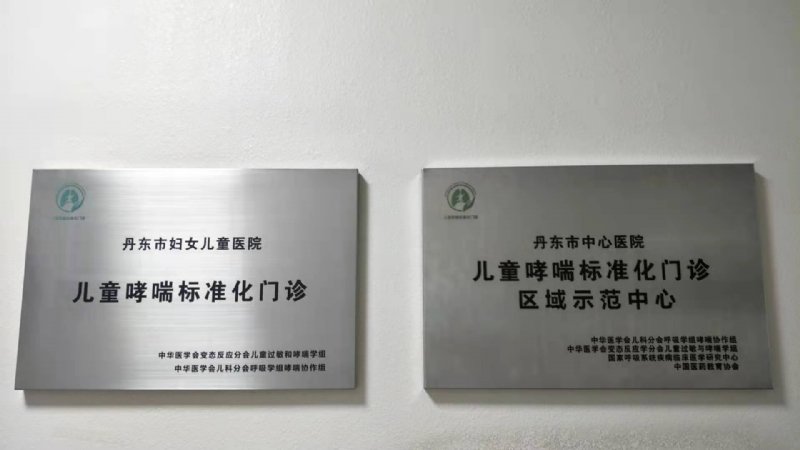 丹东市妇女儿童医院
儿童哮喘标准化门诊
中华医学会变态反应分会儿童过敏和哮喘学组
中华医学会儿科分会呼吸学组哮喘协作组
丹东市中心医院
儿童哮喘标准化门诊
区域示范中心
中华医学会儿科分会呼吸学组哮喘协作组
中华医学会变态反应学分会儿童过敏与哮喘学组
国家呼吸系统疾病临床医学研究中心
中国医药教育协会